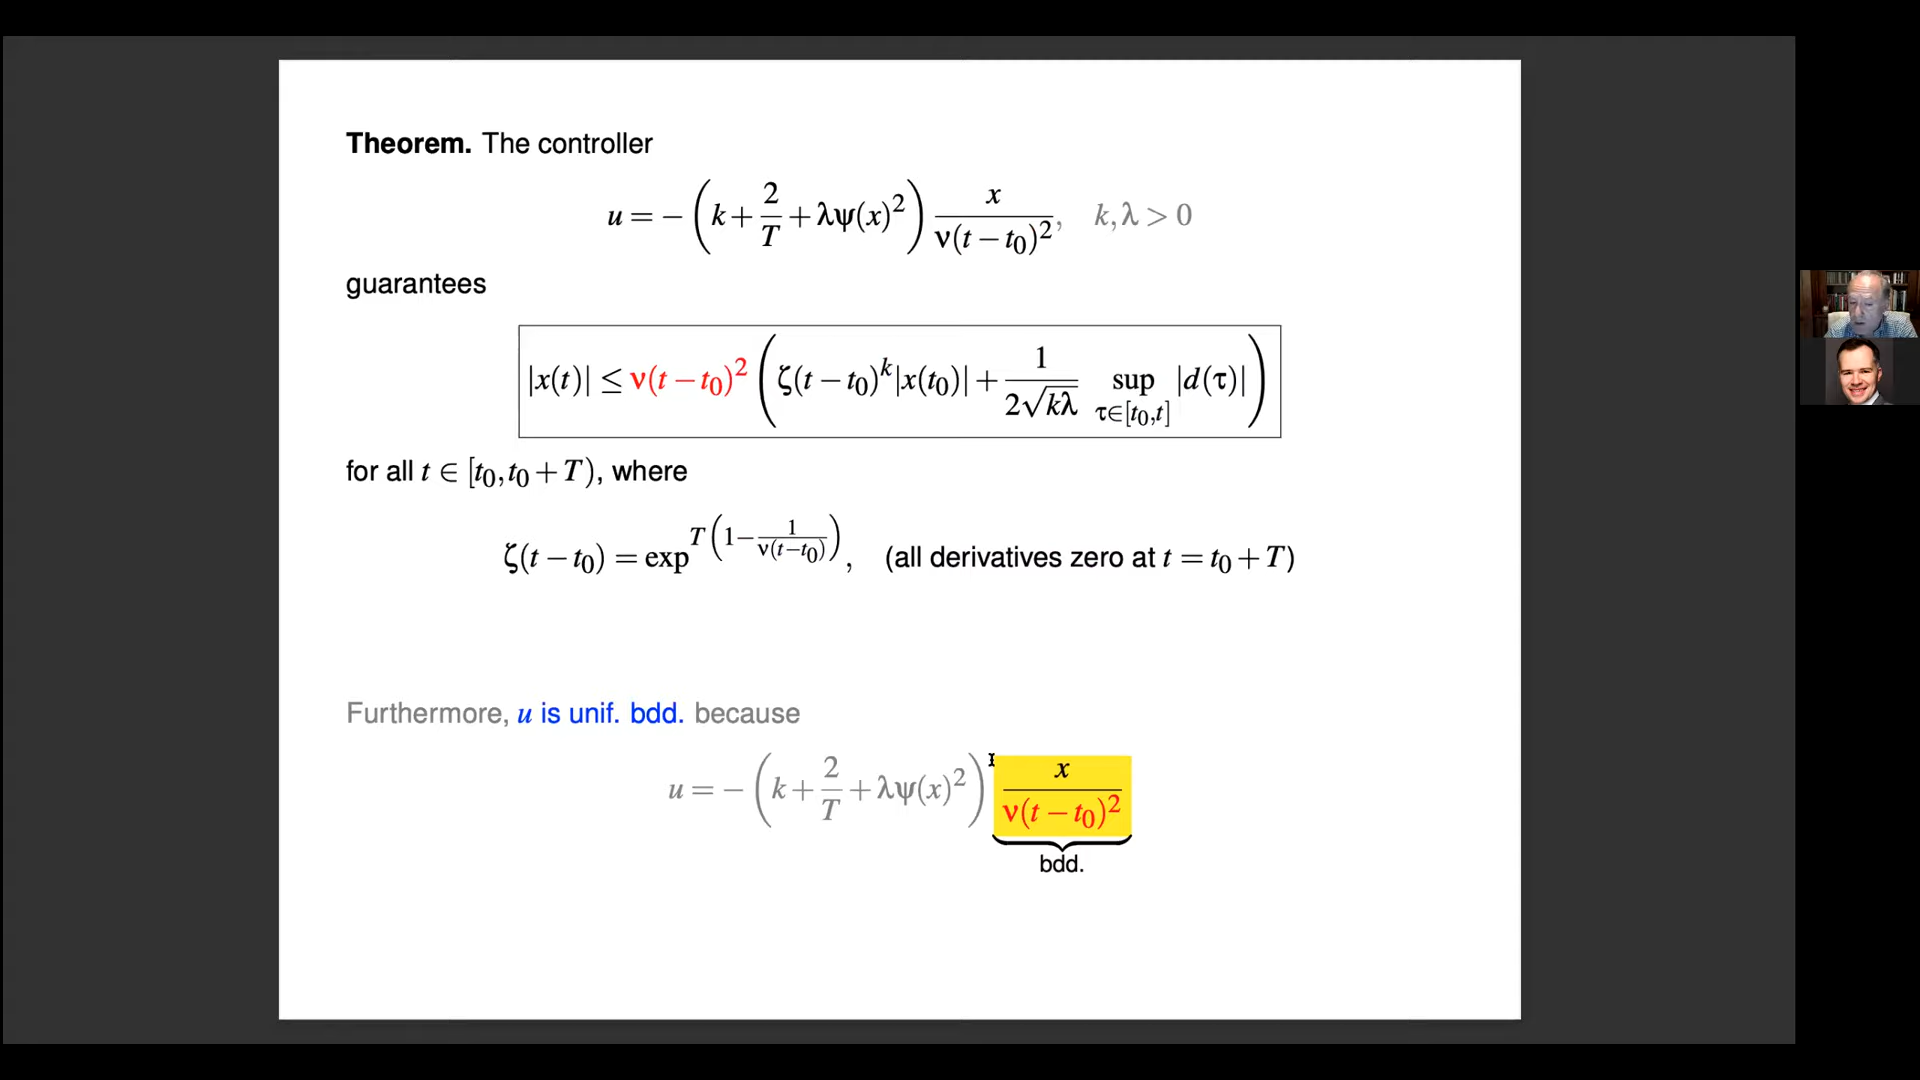 Theorem. The controller
u = − (k + 2/T + λψ(x)²) x/ν(t − t₀)², k, λ > 0
guarantees
|x(t)| ≤ ν(t − t₀)² (ζ(t − t₀)ᵏ|x(t₀)| + 1/(2√kλ) sup_{τ∈[t₀,t]} |d(τ)|)
for all t ∈ [t₀, t₀ + T), where
ζ(t − t₀) = exp^{T(1 − 1/ν(t−t₀))}, (all derivatives zero at t = t₀ + T)
Furthermore, u is unif. bdd. because
u = − (k + 2/T + λψ(x)²) x/ν(t − t₀)²
bdd.